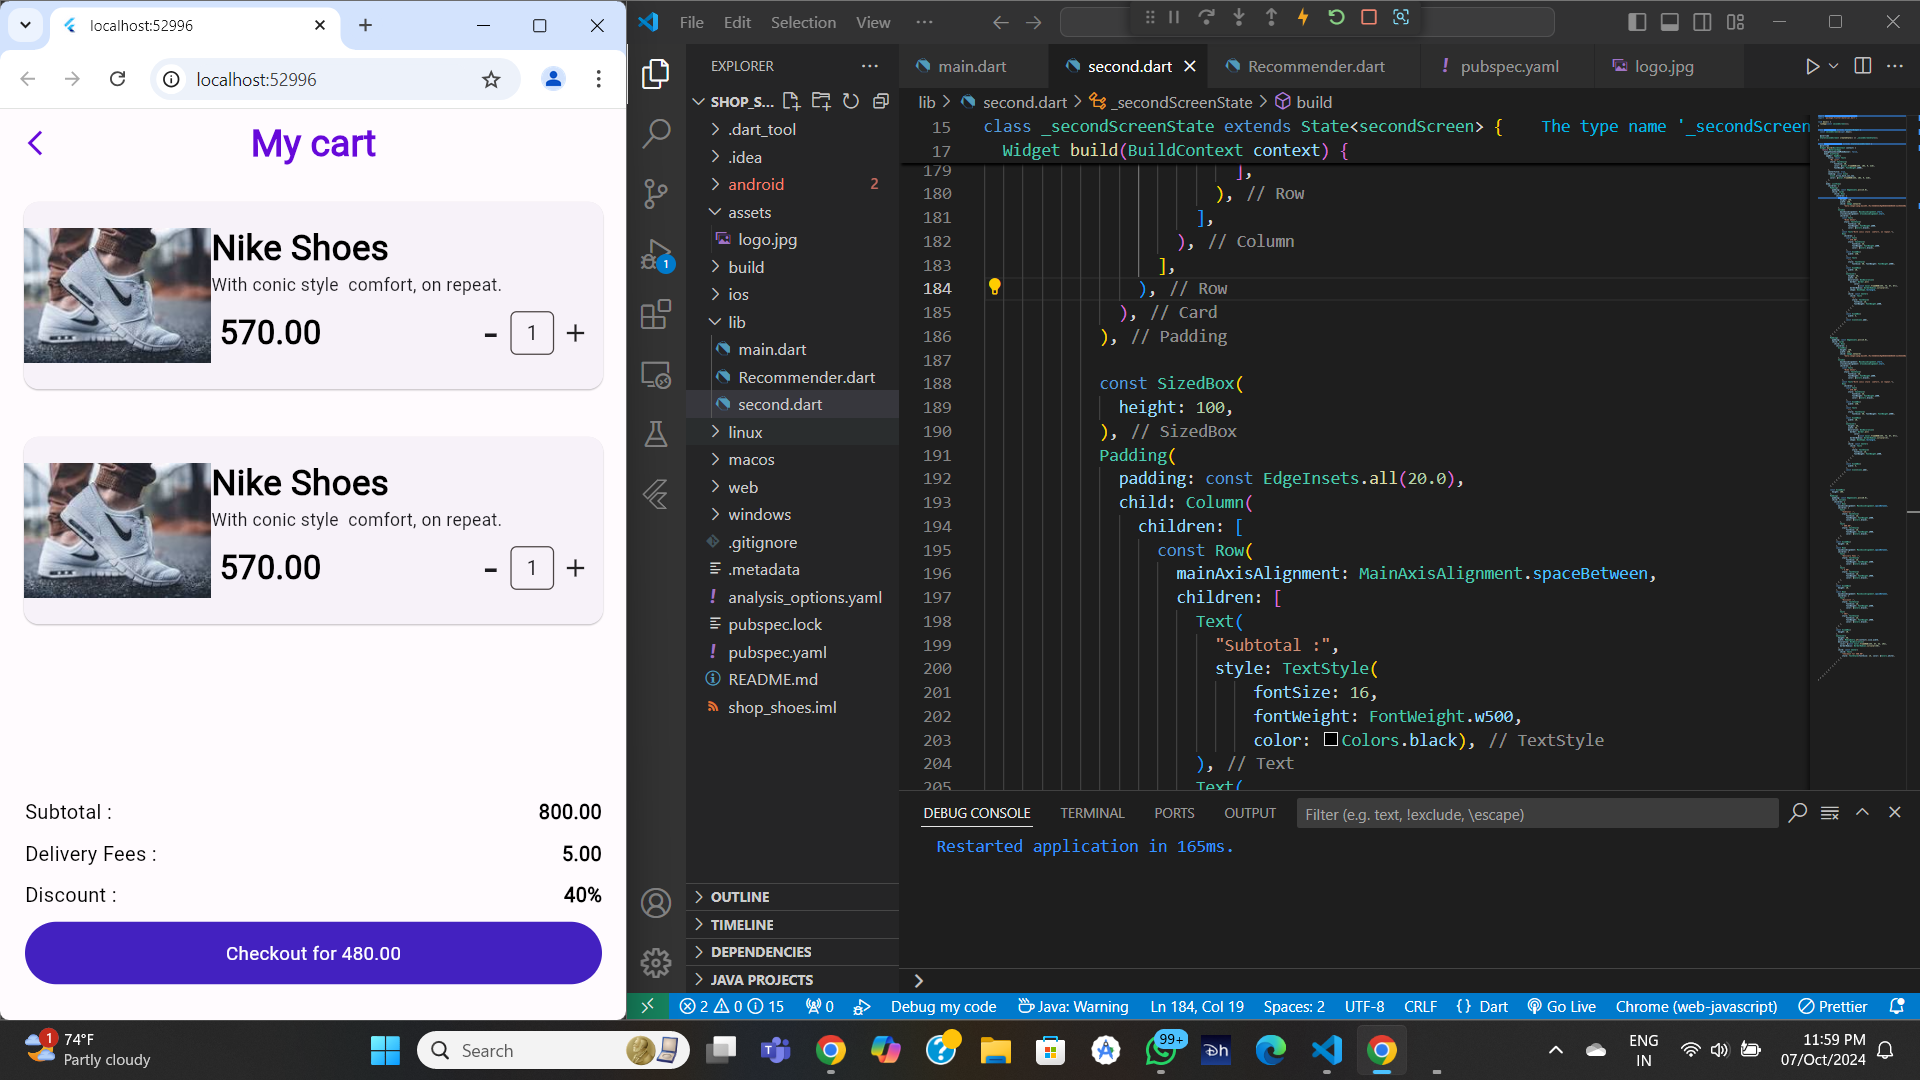 localhost:52996
localhost:52996
My cart
Nike Shoes
With conic style  comfort, on repeat.
570.00
-
1
+
Nike Shoes
With conic style  comfort, on repeat.
570.00
-
1
+
Subtotal :
800.00
Delivery Fees :
5.00
Discount :
40%
Checkout for 480.00
File Edit Selection View ···
EXPLORER
SHOP_S...
.dart_tool
.idea
android
2
assets
logo.jpg
build
ios
lib
main.dart
Recommender.dart
second.dart
linux
macos
web
windows
.gitignore
.metadata
! analysis_options.yaml
pubspec.lock
! pubspec.yaml
README.md
shop_shoes.iml
OUTLINE
TIMELINE
DEPENDENCIES
JAVA PROJECTS
1
main.dart
second.dart
Recommender.dart
! pubspec.yaml
logo.jpg
lib > second.dart > _secondScreenState > build
15 class _secondScreenState extends State<secondScreen> { The type name '_secondScreen
17 Widget build(BuildContext context) {
179 ],
180 ), // Row
181 ],
182 ), // Column
183 ],
184 ), // Row
185 ), // Card
186 ), // Padding
187
188 const SizedBox(
189 height: 100,
190 ), // SizedBox
191 Padding(
192 padding: const EdgeInsets.all(20.0),
193 child: Column(
194 children: [
195 const Row(
196 mainAxisAlignment: MainAxisAlignment.spaceBetween,
197 children: [
198 Text(
199 "Subtotal :",
200 style: TextStyle(
201 fontSize: 16,
202 fontWeight: FontWeight.w500,
203 color: Colors.black), // TextStyle
204 ), // Text
205 Text(
DEBUG CONSOLE TERMINAL PORTS OUTPUT
Filter (e.g. text, !exclude, \escape)
Restarted application in 165ms.
2 0 15 0 Debug my code Java: Warning Ln 184, Col 19 Spaces: 2 UTF-8 CRLF {} Dart Go Live Chrome (web-javascript) Prettier
1
74°F
Partly cloudy
Search
99+
ENG
IN
11:59 PM
07/Oct/2024